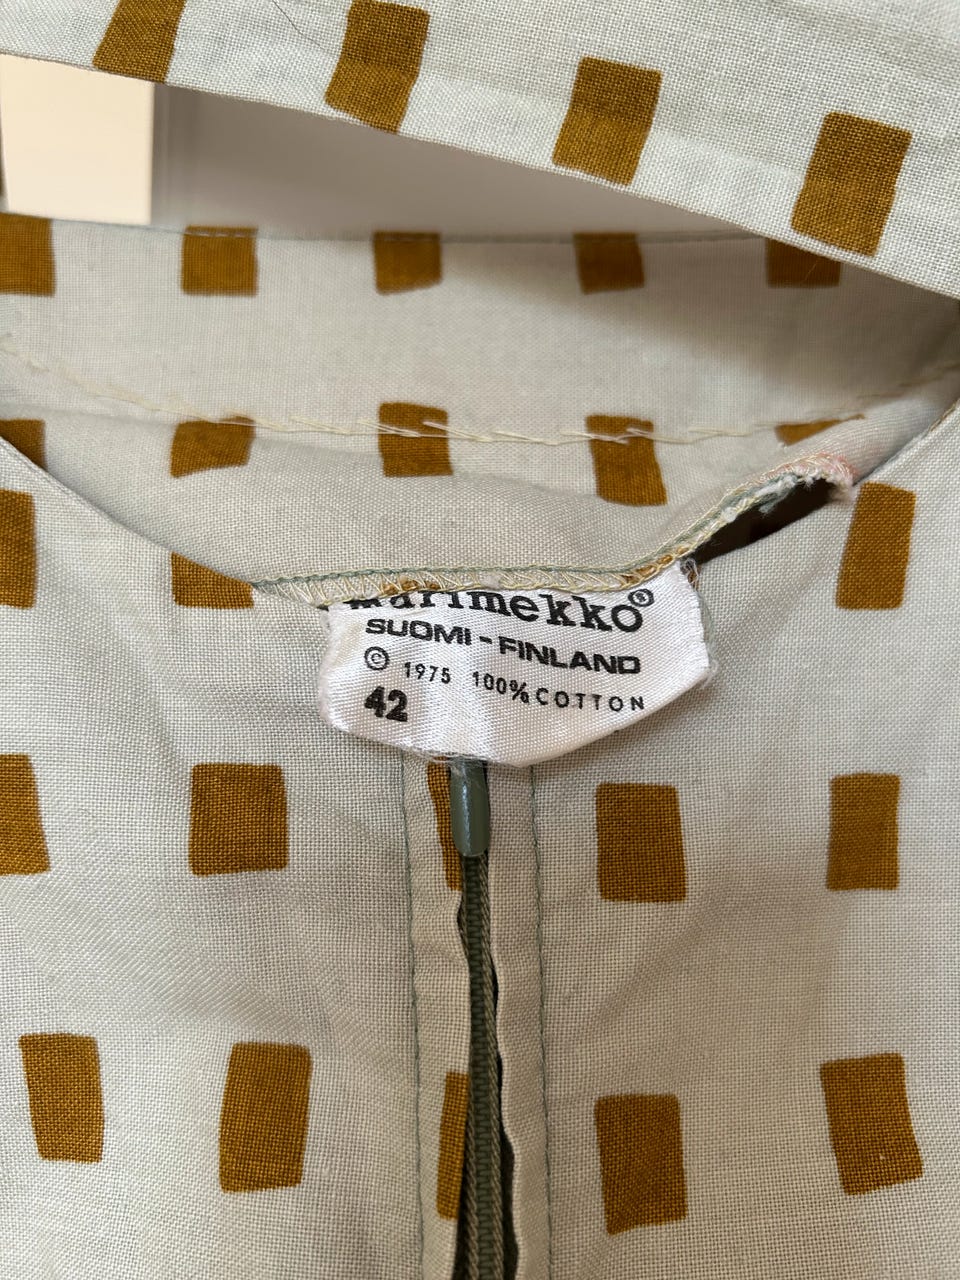 marimekko®
SUOMI-FINLAND
© 1975 100% COTTON
42